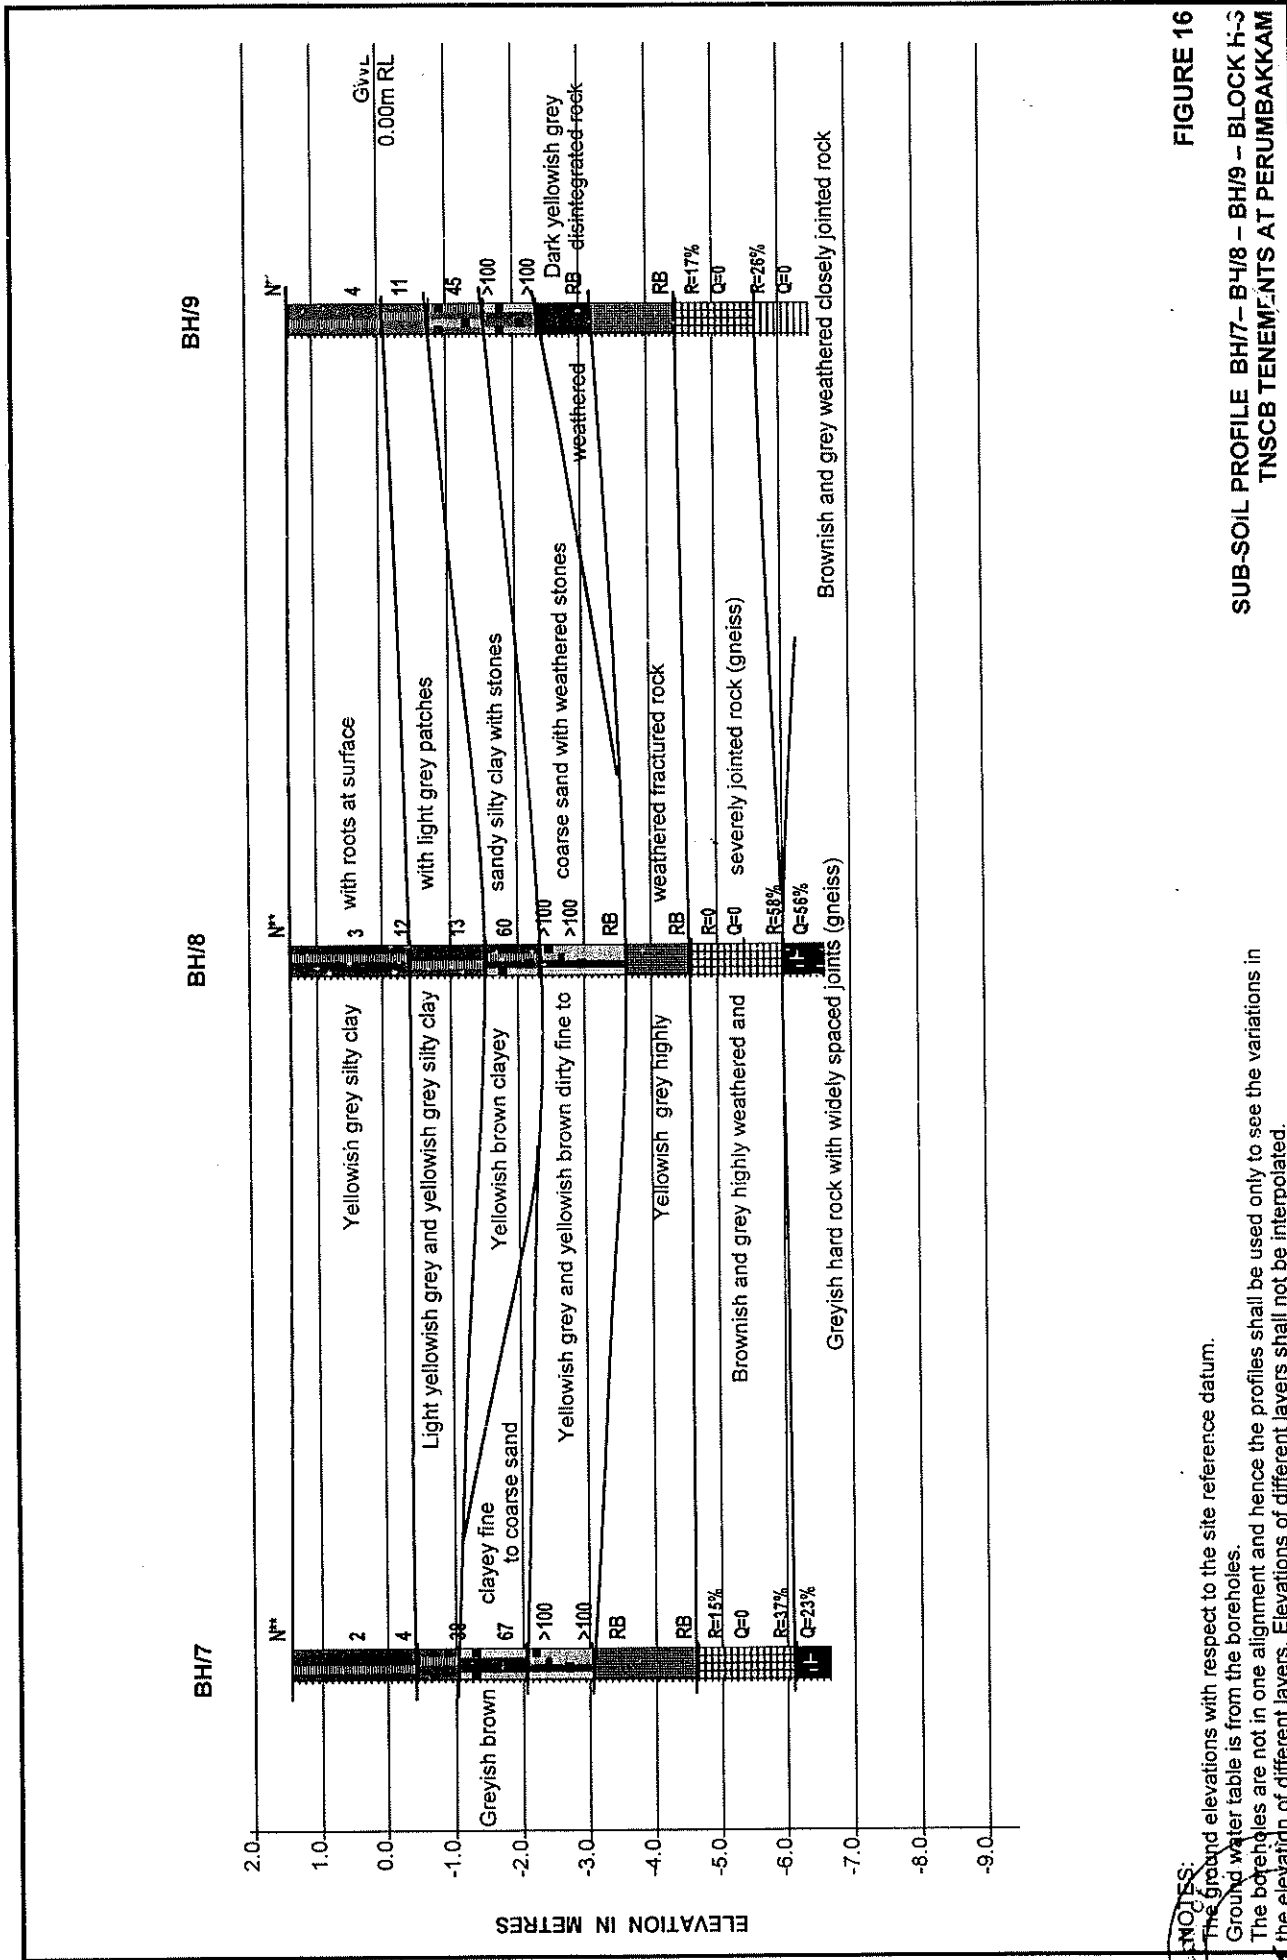 BH/7
BH/8
BH/9
N**
N**
N**
2.0
1.0
0.0
-1.0
-2.0
-3.0
-4.0
-5.0
-6.0
-7.0
-8.0
-9.0
ELEVATION IN METRES
GWL
0.00m RL
2
4
38
67
>100
>100
RB
RB
R=15%
Q=0
R=37%
Q=23%
3
12
13
60
>100
>100
RB
RB
R=0
Q=0
R=58%
Q=56%
4
11
45
>100
>100
RB
RB
R=17%
Q=0
R=26%
Q=0
Yellowish grey silty clay with roots at surface
Light yellowish grey and yellowish grey silty clay with light grey patches
Greyish brown clayey fine
to coarse sand
Yellowish brown clayey sandy silty clay with stones
Yellowish grey and yellowish brown dirty fine to coarse sand with weathered stones
Dark yellowish grey
weathered disintegrated rock
Yellowish grey highly weathered fractured rock
Brownish and grey highly weathered and severely jointed rock (gneiss)
Greyish hard rock with widely spaced joints (gneiss)
Brownish and grey weathered closely jointed rock
FIGURE 16
SUB-SOIL PROFILE BH/7– BH/8 – BH/9 – BLOCK H-3
TNSCB TENEMENTS AT PERUMBAKKAM
NOTES:
The ground elevations with respect to the site reference datum.
Ground water table is from the boreholes.
The boreholes are not in one alignment and hence the profiles shall be used only to see the variations in
the elevation of different layers. Elevations of different layers shall not be interpolated.